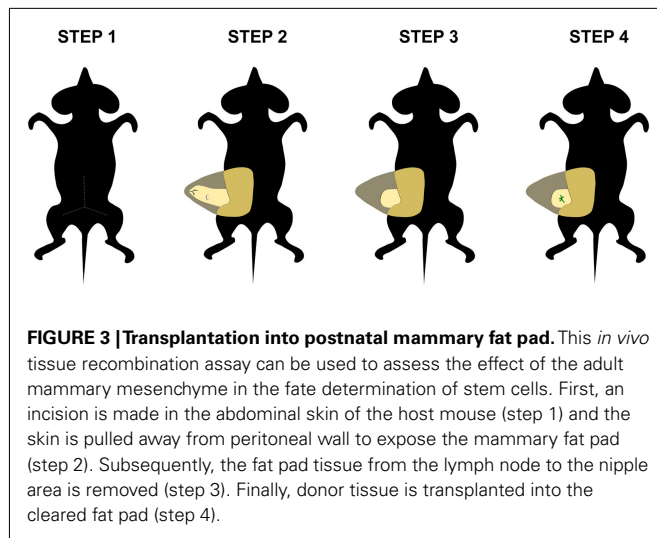 STEP 1 STEP 2 STEP 3 STEP 4
FIGURE 3 | Transplantation into postnatal mammary fat pad. This in vivo
tissue recombination assay can be used to assess the effect of the adult
mammary mesenchyme in the fate determination of stem cells. First, an
incision is made in the abdominal skin of the host mouse (step 1) and the
skin is pulled away from peritoneal wall to expose the mammary fat pad
(step 2). Subsequently, the fat pad tissue from the lymph node to the nipple
area is removed (step 3). Finally, donor tissue is transplanted into the
cleared fat pad (step 4).